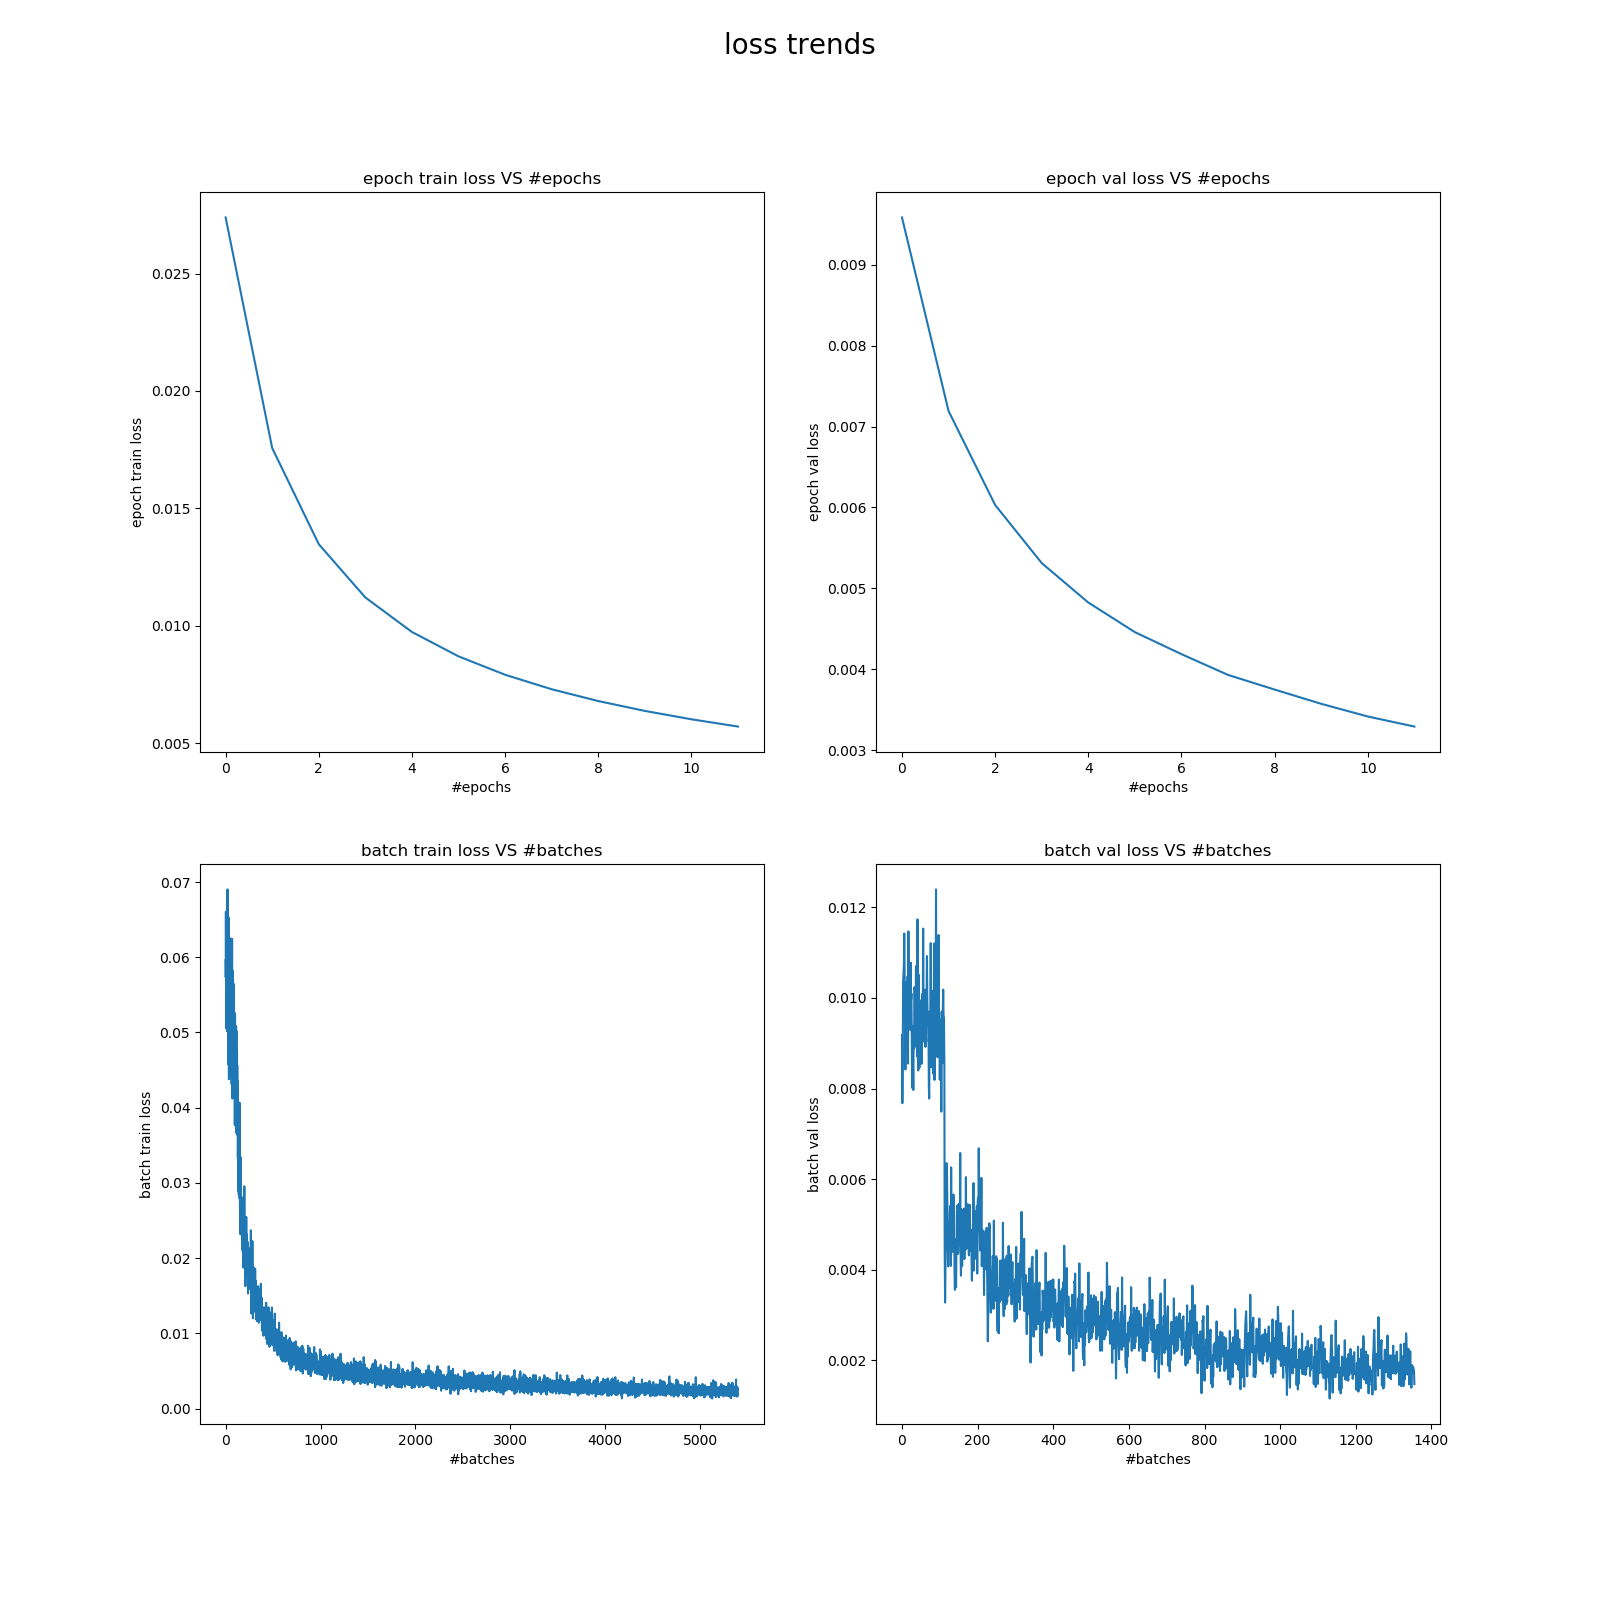 loss trends
epoch train loss VS #epochs
epoch train loss
0.025
0.020
0.015
0.010
0.005
0 2 4 6 8 10
#epochs
epoch val loss VS #epochs
epoch val loss
0.009
0.008
0.007
0.006
0.005
0.004
0.003
0 2 4 6 8 10
#epochs
batch train loss VS #batches
batch train loss
0.07
0.06
0.05
0.04
0.03
0.02
0.01
0.00
0 1000 2000 3000 4000 5000
#batches
batch val loss VS #batches
batch val loss
0.012
0.010
0.008
0.006
0.004
0.002
0 200 400 600 800 1000 1200 1400
#batches